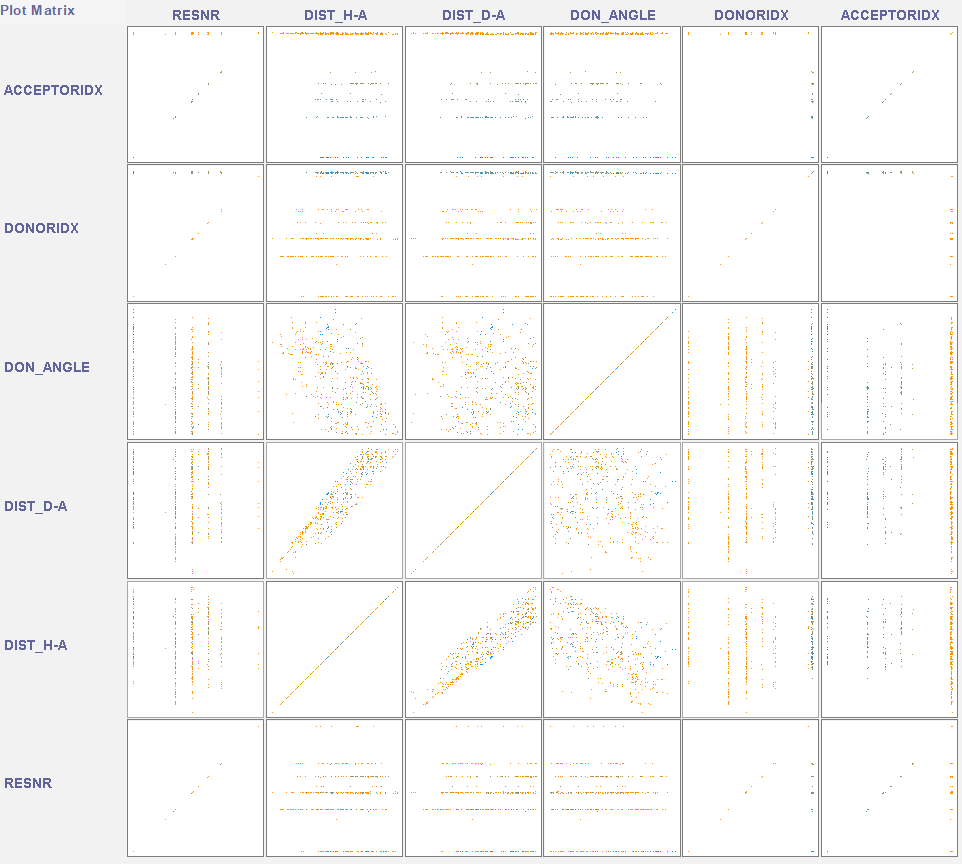 Plot Matrix
RESNR DIST_H-A DIST_D-A DON_ANGLE DONORIDX ACCEPTORIDX
ACCEPTORIDX
DONORIDX
DON_ANGLE
DIST_D-A
DIST_H-A
RESNR